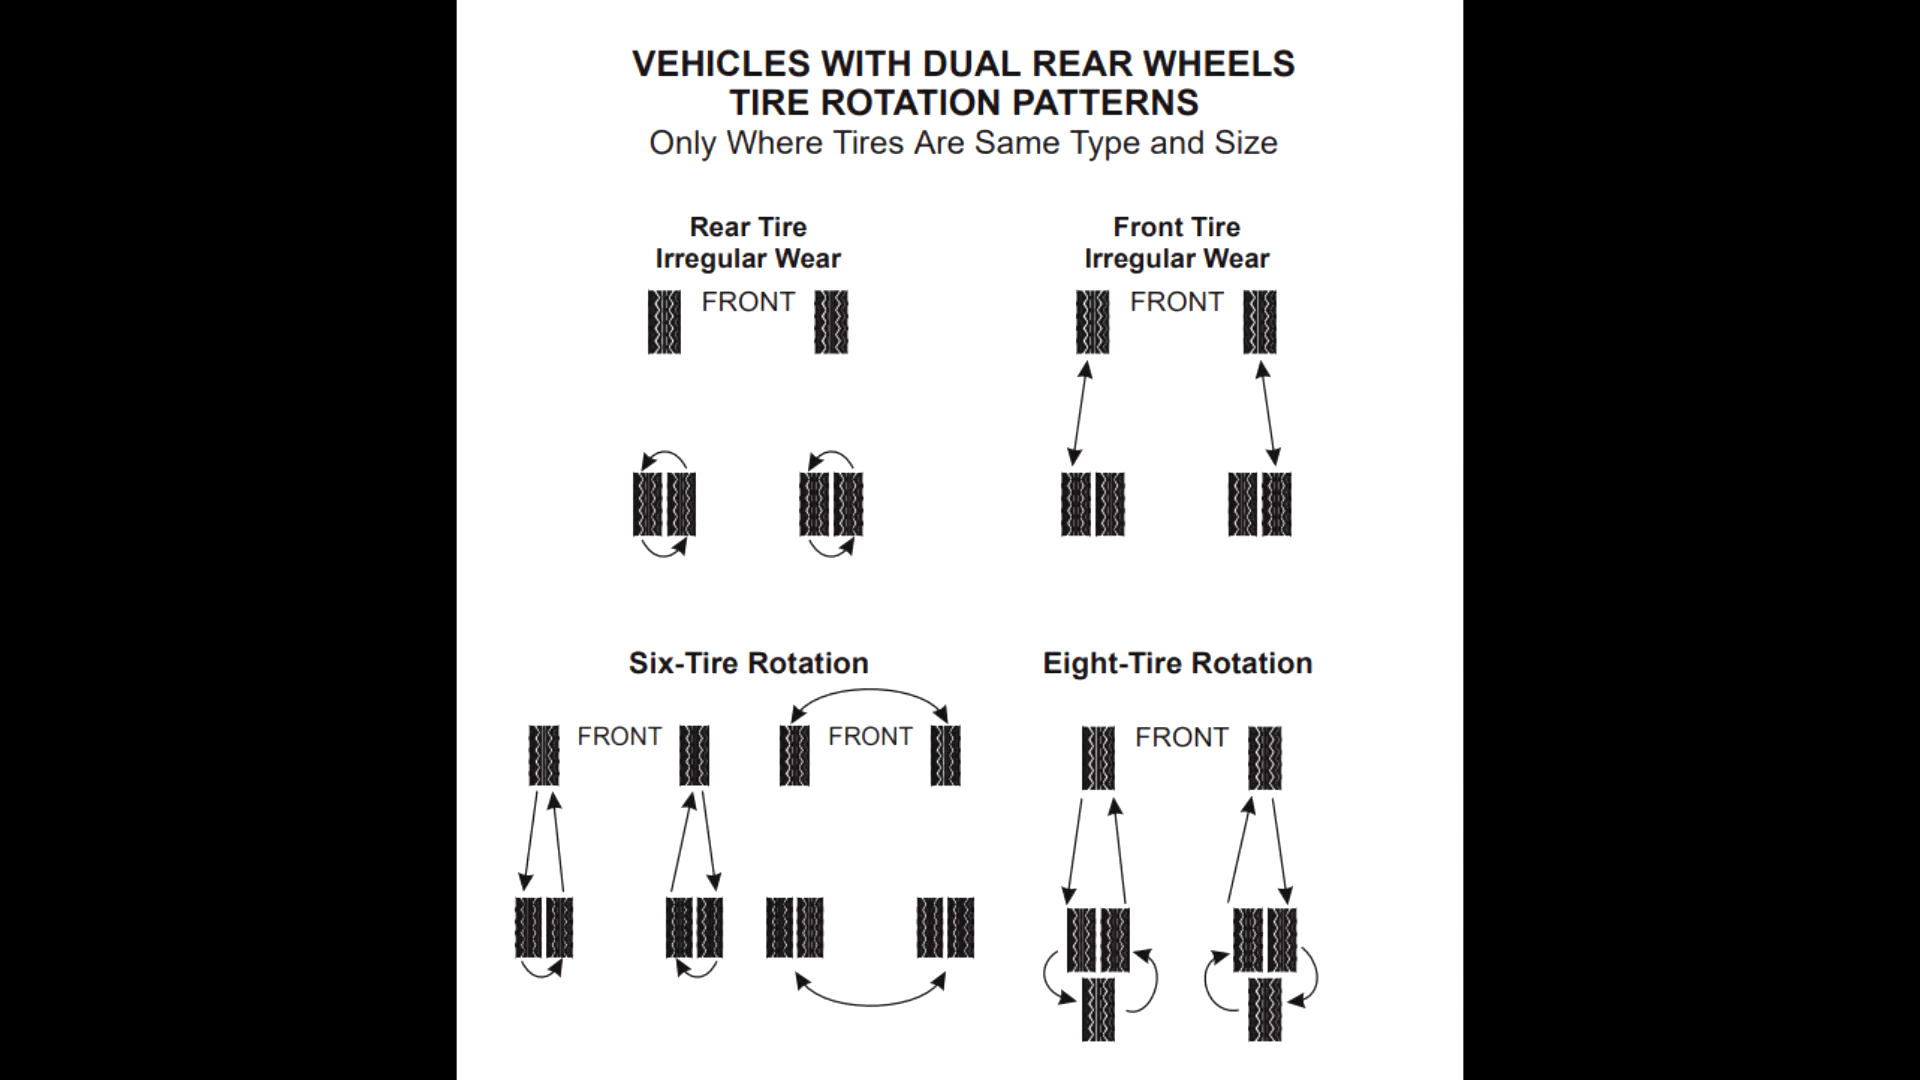 VEHICLES WITH DUAL REAR WHEELS
TIRE ROTATION PATTERNS
Only Where Tires Are Same Type and Size
Rear Tire
Irregular Wear
FRONT
Front Tire
Irregular Wear
FRONT
Six-Tire Rotation
FRONT
FRONT
Eight-Tire Rotation
FRONT